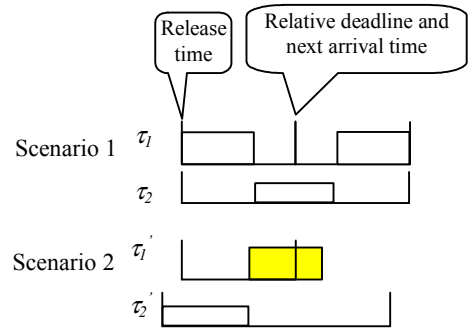 Release
time
Relative deadline and
next arrival time
Scenario 1 τ1
τ2
Scenario 2 τ1'
τ2'